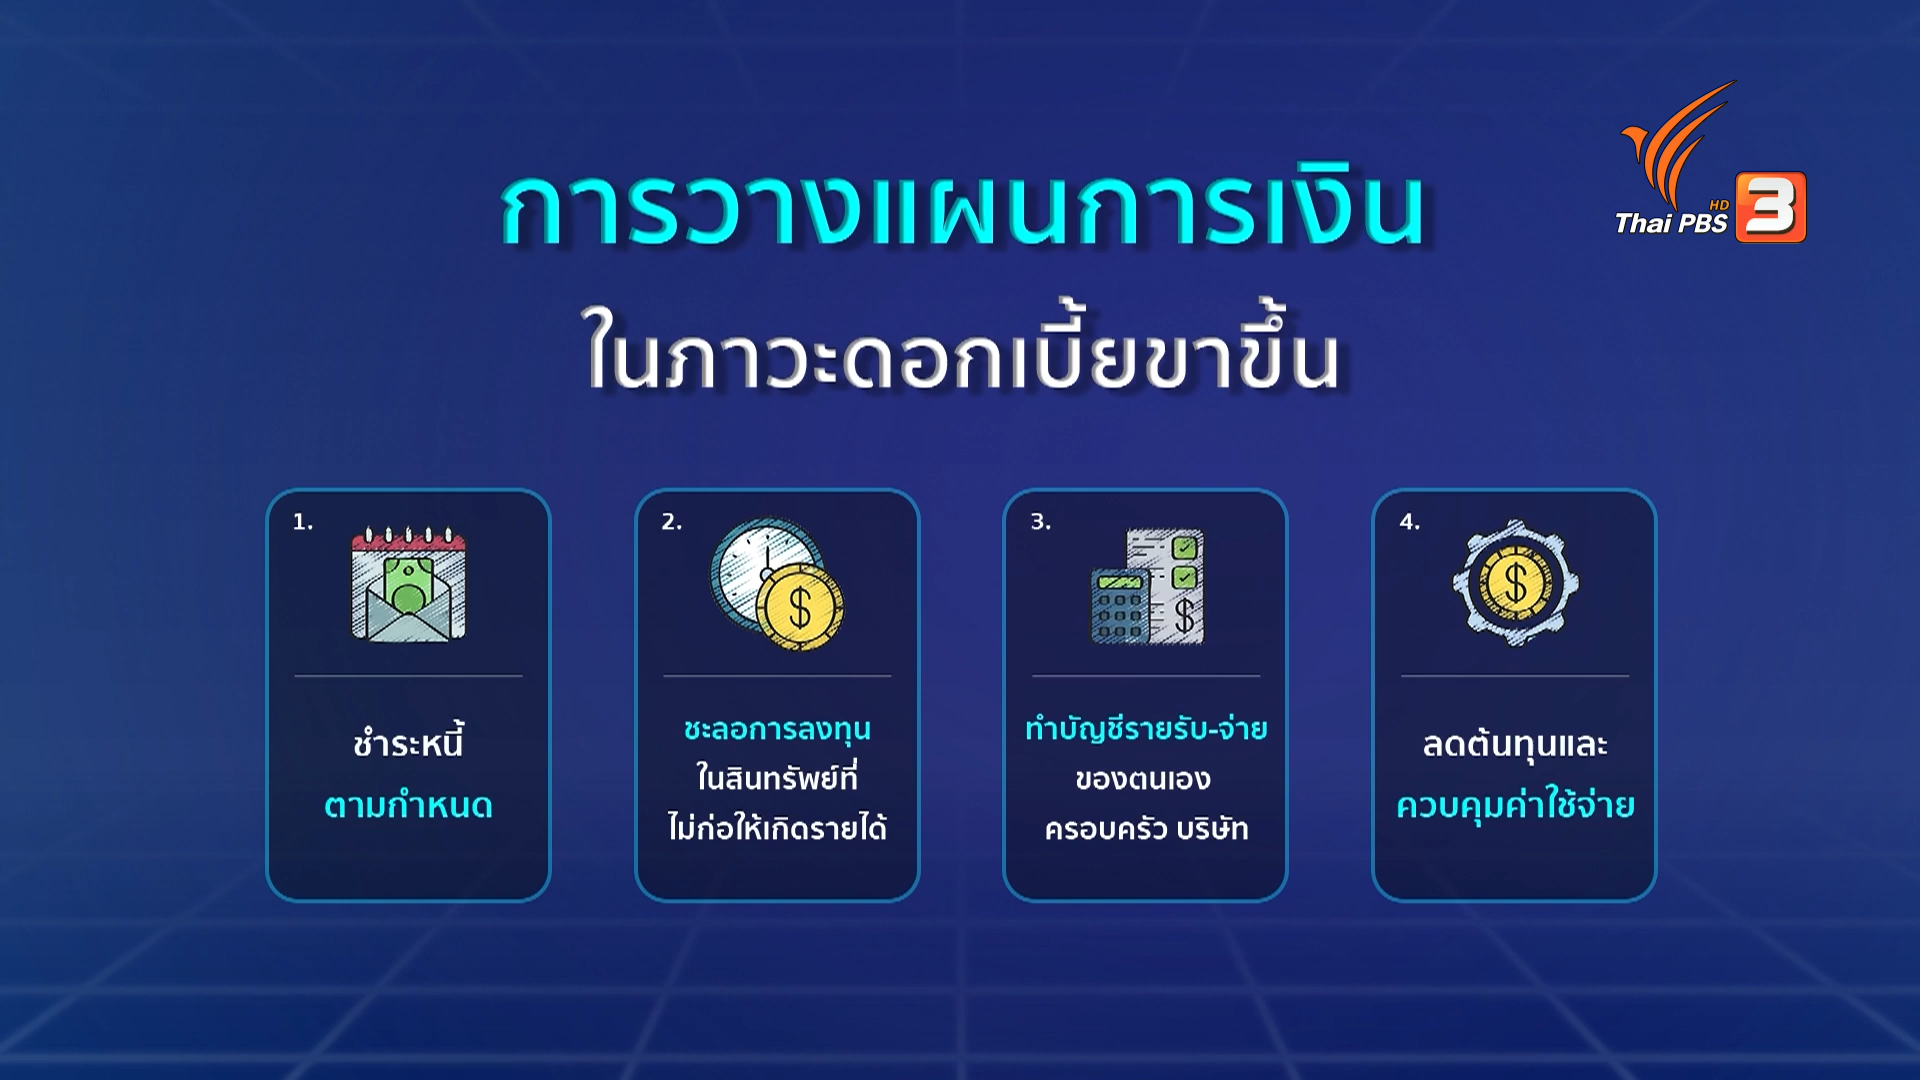 การวางแผนการเงิน
ในภาวะดอกเบี้ยขาขึ้น
HD
Thai PBS 3
1.
ชำระหนี้
ตามกำหนด
2.
ชะลอการลงทุน
ในสินทรัพย์ที่
ไม่ก่อให้เกิดรายได้
3.
ทำบัญชีรายรับ-จ่าย
ของตนเอง
ครอบครัว บริษัท
4.
ลดต้นทุนและ
ควบคุมค่าใช้จ่าย